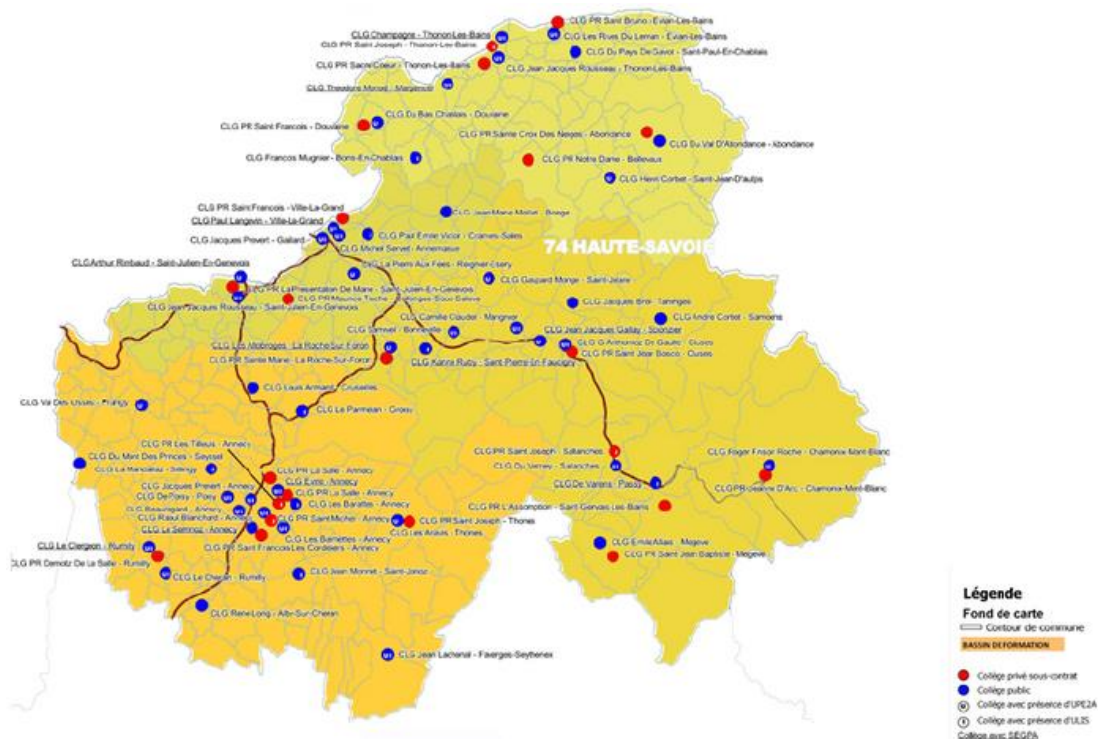 CLG PR Saint Bruno - Evian-Les-Bains
CLG Champagne - Thonon-Les-Bains
CLG Les Rives Du Leman - Evian-Les-Bains
CLG PR Saint Joseph - Thonon-Les-Bains
CLG Du Pays De Gavot - Saint-Paul-En-Chablais
CLG PR Sacre Coeur - Thonon-Les-Bains
CLG Jean Jacques Rousseau - Thonon-Les-Bains
CLG Theodore Monod - Margencel
CLG Du Bas Chablais - Douvaine
CLG PR Saint Francois - Douvaine
CLG PR Sainte Croix Des Neiges - Abondance
CLG Du Val D'Abondance - Abondance
CLG Francois Mugnier - Bons-En-Chablais
CLG PR Notre Dame - Bellevaux
CLG Henri Corbet - Saint-Jean-D'aulps
CLG PR Saint Francois - Ville-La-Grand
CLG Jean Marie Molliet - Boege
CLG Paul Langevin - Ville-La-Grand
CLG Paul Emile Victor - Cranves-Sales
CLG Jacques Prevert - Gaillard
CLG Michel Servet - Annemasse
74 HAUTE-SAVOIE
CLG Arthur Rimbaud - Saint-Julien-En-Genevois
CLG La Pierre Aux Fees - Reignier-Esery
CLG Gaspard Monge - Saint-Jeoire
CLG PR La Presentation De Marie - Saint-Julien-En-Genevois
CLG PR Maurice Tieche - Collonges-Sous-Saleve
CLG Jean Jacques Rousseau - Saint-Julien-En-Genevois
CLG Jacques Brel - Taninges
CLG Camille Claudel - Marignier
CLG Andre Corbet - Samoens
CLG Samivel - Bonneville
CLG Jean Jacques Gallay - Scionzier
CLG Les Allobroges - La Roche-Sur-Foron
CLG G Anthonioz De Gaulle - Cluses
CLG PR Sainte Marie - La Roche-Sur-Foron
CLG Karine Ruby - Saint Pierre-En-Faucigny
CLG PR Saint Jean Bosco - Cluses
CLG Louis Armand - Cruseilles
CLG Val Des Usses - Frangy
CLG Le Parmelan - Groisy
CLG PR Les Tilleuls - Annecy
CLG PR Saint Joseph - Sallanches
CLG Du Mont Des Princes - Seyssel
CLG Roger Frison Roche - Chamonix-Mont-Blanc
CLG La Mandallaz - Sillingy
CLG PR La Salle - Annecy
CLG Du Verney - Sallanches
CLG Jacques Prevert - Annecy
CLG Evire - Annecy
CLG De Varens - Passy
CLG PR Jeanne D'Arc - Chamonix-Mont-Blanc
CLG De Poisy - Poisy
CLG PR La Salle - Annecy
CLG Beauregard - Annecy
CLG Les Barattes - Annecy
CLG PR L'Assomption - Saint Gervais Les Bains
CLG Raoul Blanchard - Annecy
CLG PR Saint Michel - Annecy
CLG PR Saint Joseph - Thones
CLG Le Semnoz - Annecy
CLG Les Aravis - Thones
CLG Les Balmettes - Annecy
CLG Emile Allais - Megeve
CLG Le Clergeon - Rumilly
CLG PR Saint Francois Les Cordeliers - Annecy
CLG PR Saint Jean Baptiste - Megeve
CLG PR Demotz De La Salle - Rumilly
CLG Le Cheran - Rumilly
CLG Jean Monnet - Saint-Jorioz
CLG Rene Long - Alby-Sur-Cheran
CLG Jean Lachenal - Faverges-Seythenex
Légende
Fond de carte
Contour de commune
BASSIN DE FORMATION
Collège privé sous-contrat
Collège public
Collège avec présence d'UPE2A
Collège avec présence d'ULIS
Collège avec SEGPA